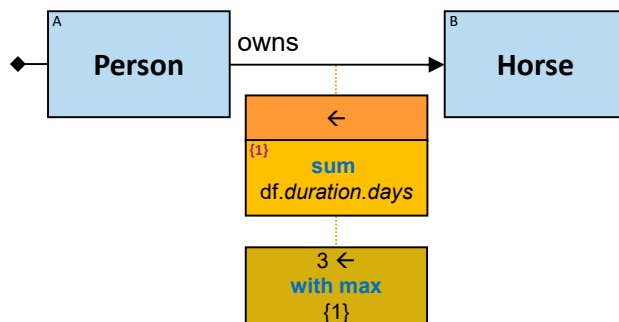 A
Person
owns
B
Horse
←
{1}
sum
df.duration.days
3 ←
with max
{1}